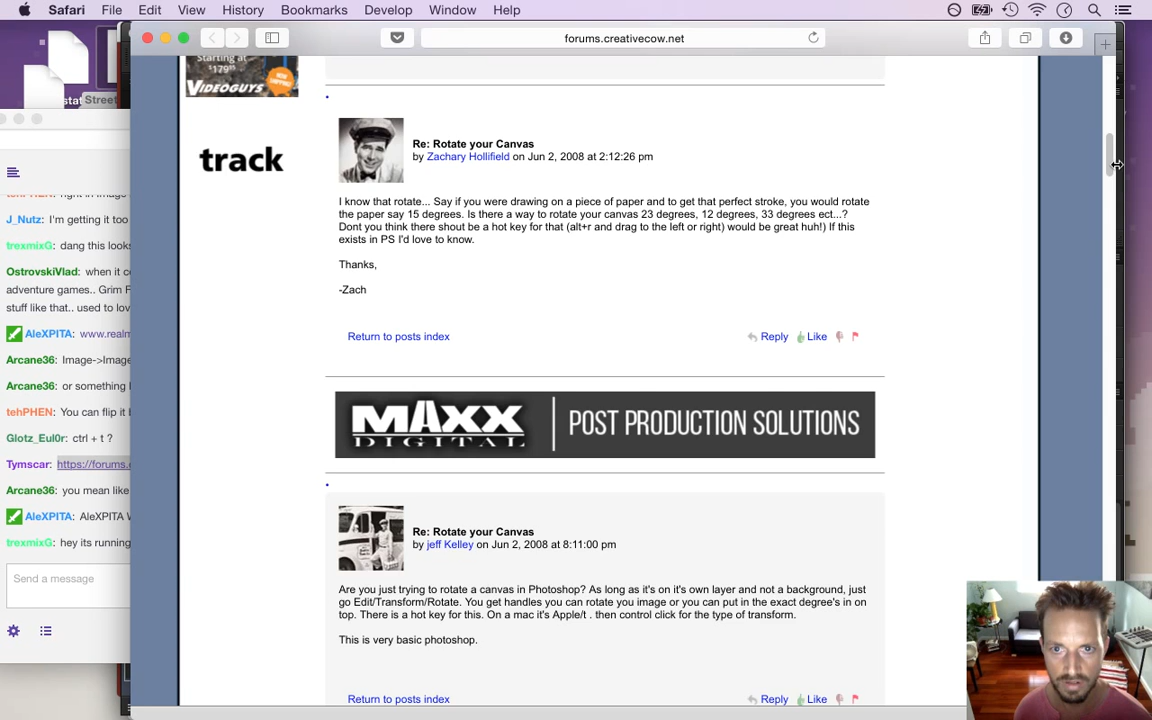 Safari File Edit View History Bookmarks Develop Window Help
forums.creativecow.net
Starting at
$179
VIDEOGUYS
Street
track
Re: Rotate your Canvas
by Zachary Hollifield on Jun 2, 2008 at 2:12:26 pm
I know that rotate... Say if you were drawing on a piece of paper and to get that perfect stroke, you would rotate
the paper say 15 degrees. Is there a way to rotate your canvas 23 degrees, 12 degrees, 33 degrees ect...?
Dont you think there shout be a hot key for that (alt+r and drag to the left or right) would be great huh!) If this
exists in PS I'd love to know.
Thanks,
-Zach
Return to posts index Reply Like
MAXX
DIGITAL
POST PRODUCTION SOLUTIONS
Re: Rotate your Canvas
by jeff Kelley on Jun 2, 2008 at 8:11:00 pm
Are you just trying to rotate a canvas in Photoshop? As long as it's on it's own layer and not a background, just
go Edit/Transform/Rotate. You get handles you can rotate you image or you can put in the exact degree's in on
top. There is a hot key for this. On a mac it's Apple/t . then control click for the type of transform.
This is very basic photoshop.
Return to posts index Reply Like
tehPHEN: right in Image
J_Nutz: I'm getting it too
trexmixG: dang this looks
OstrovskiVlad: when it c
adventure games.. Grim F
stuff like that.. used to lov
AleXPITA: www.realm
Arcane36: Image->Image
Arcane36: or something l
tehPHEN: You can flip it b
Glotz_Eul0r: ctrl + t ?
Tymscar: https://forums.
Arcane36: you mean like
AleXPITA: AleXPITA W
trexmixG: hey its running
Send a message